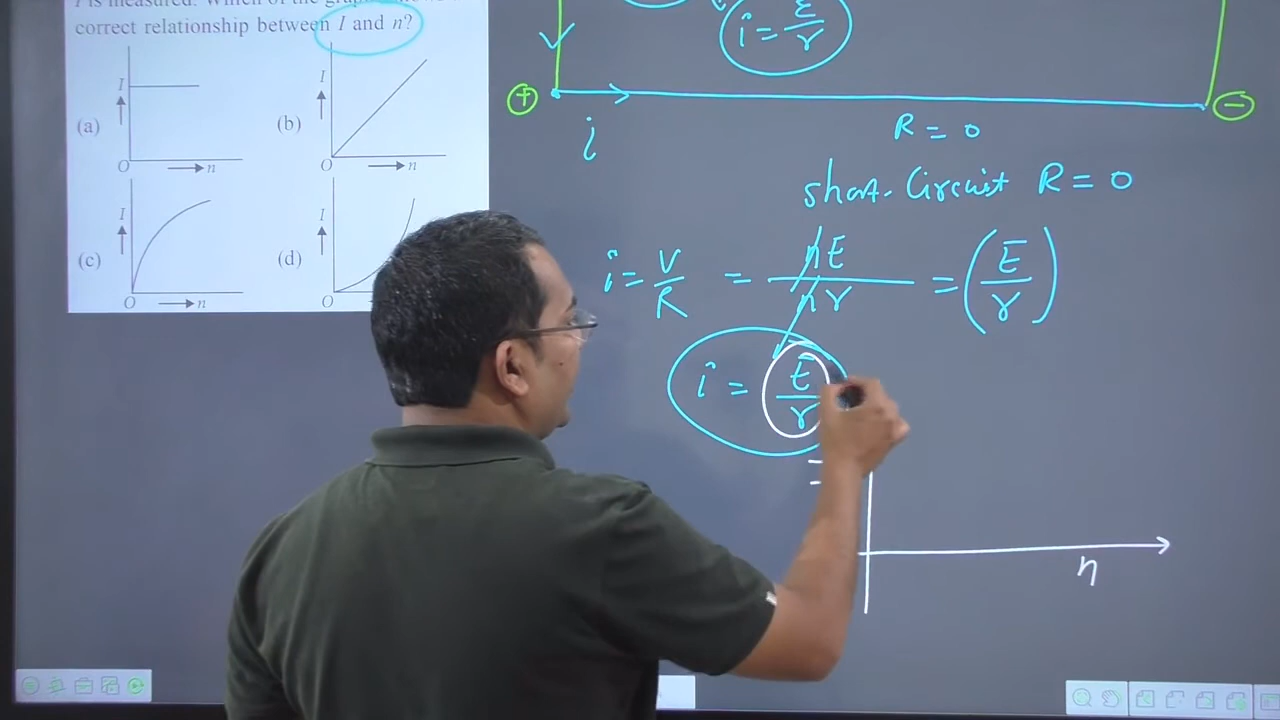 correct relationship between I and n?
(a) I O n
(b) I O n
(c) I O n
(d) I O
i = E/r
+ −
i
R = 0
short. Circuit R = 0
i = V/R = nE/nr = (E/r)
i = E/r
n